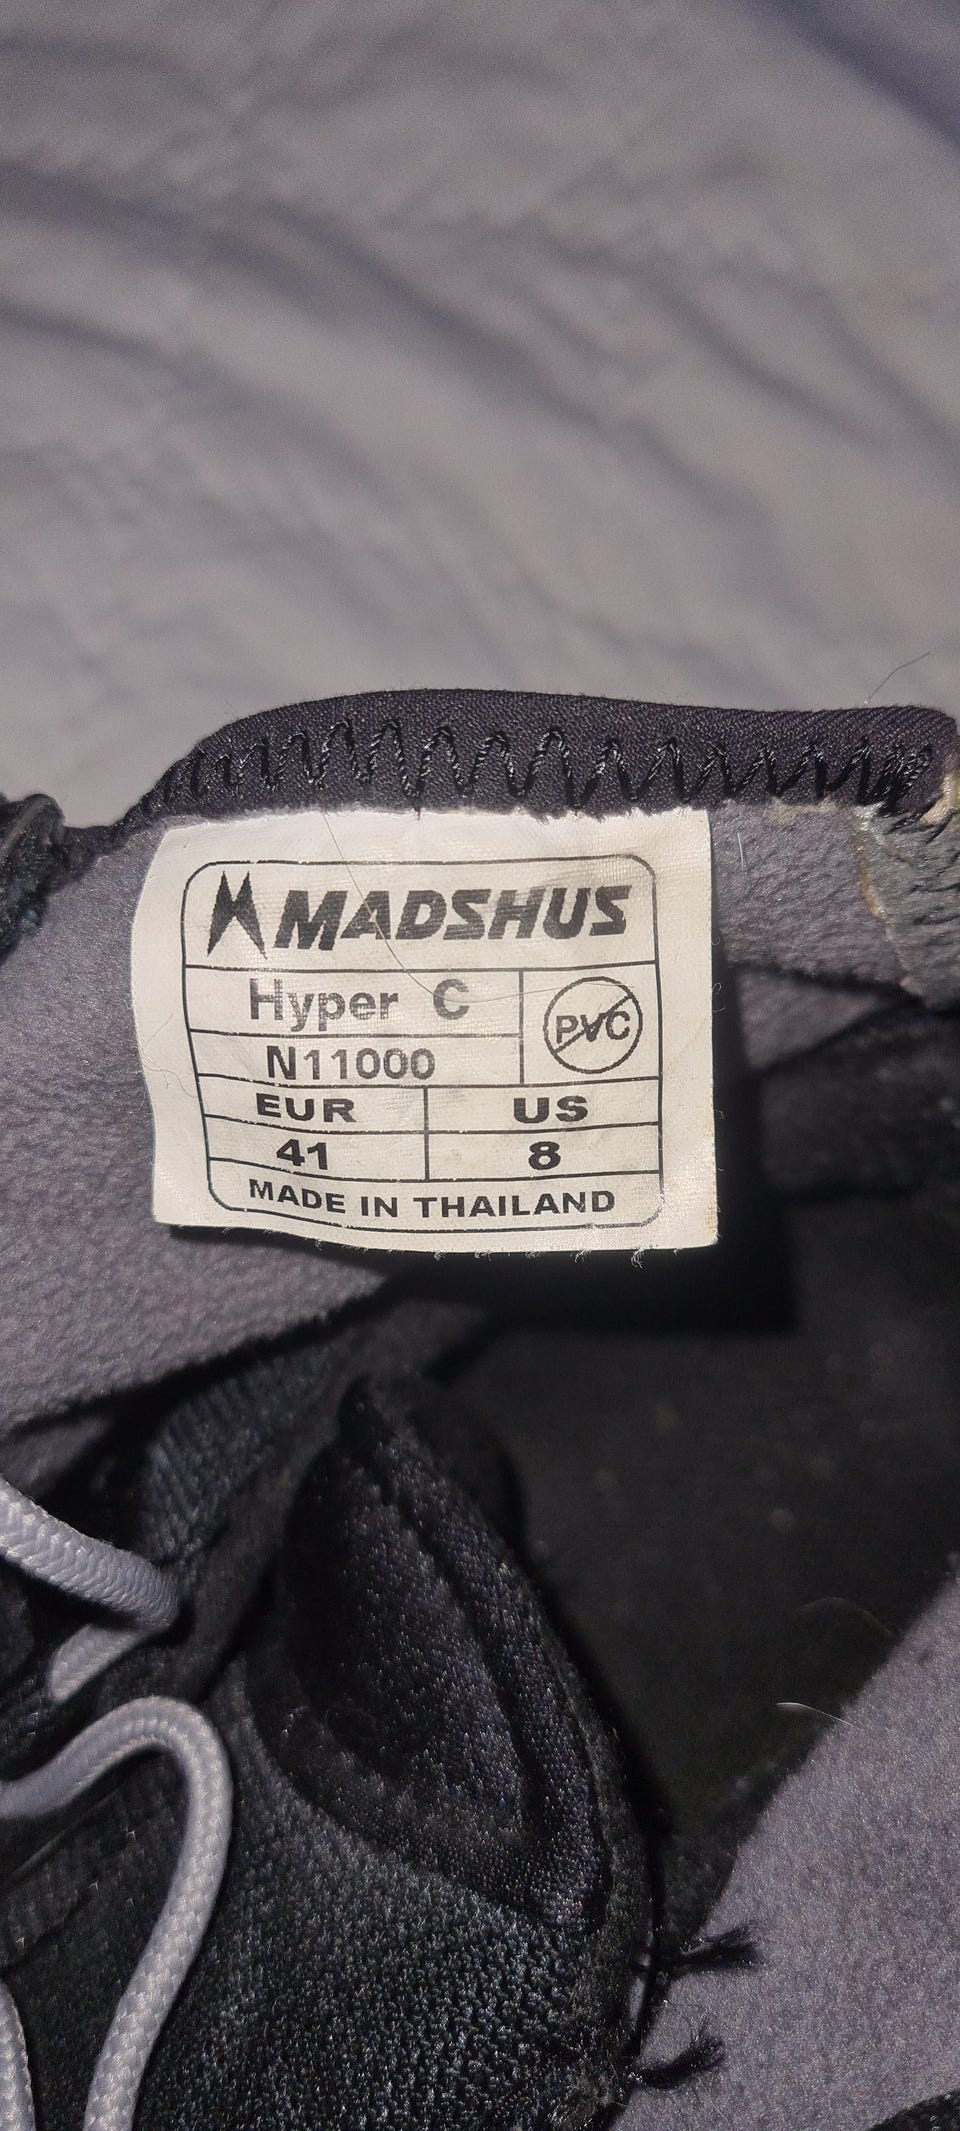 MADSHUS
Hyper C
PVC
N11000
EUR US
41 8
MADE IN THAILAND